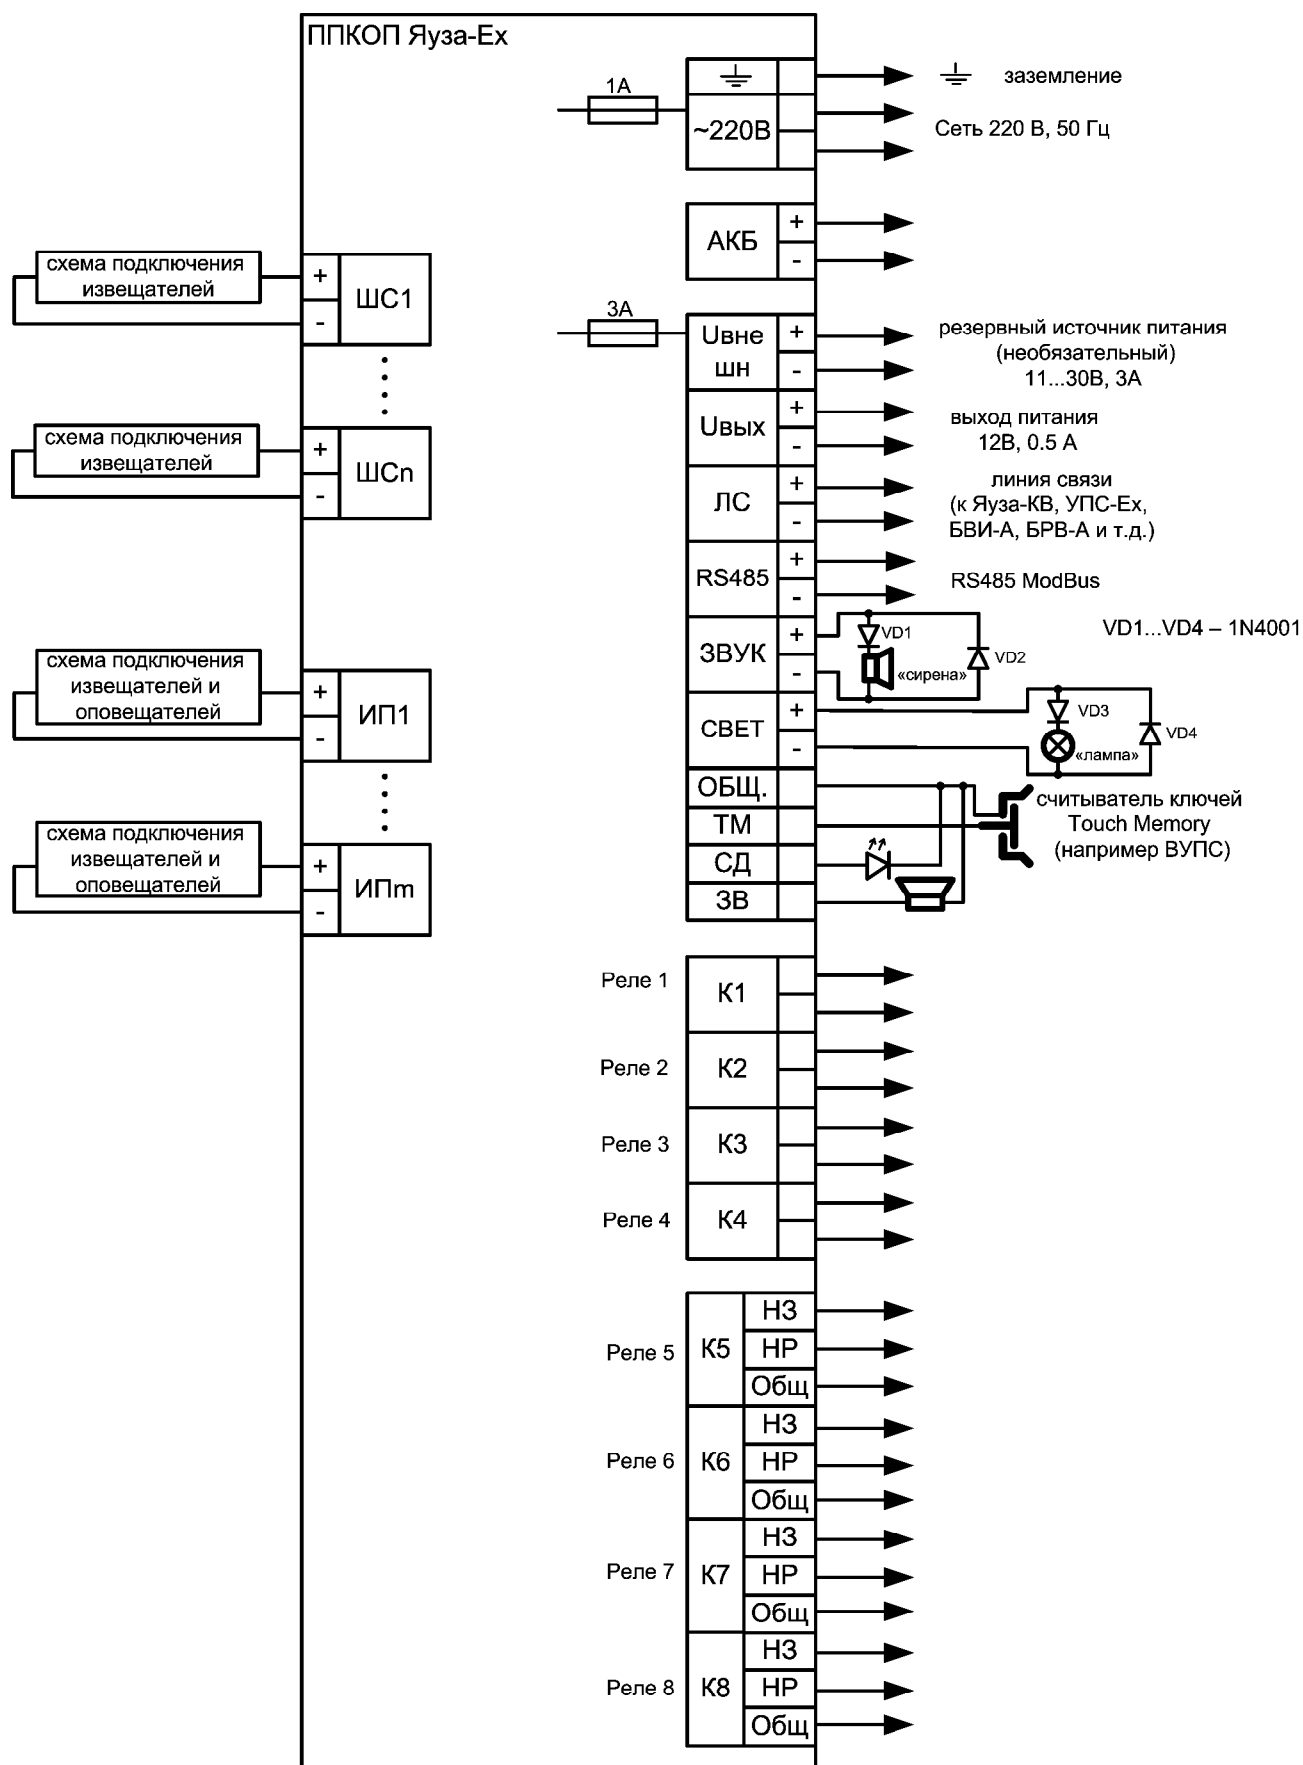 ППКОП Яуза-Ех
1А
~220В
заземление
Сеть 220 В, 50 Гц
АКБ
+
-
схема подключения
извещателей
+
-
ШС1
схема подключения
извещателей
+
-
ШСn
3А
Uвне
шн
+
-
резервный источник питания
(необязательный)
11...30В, 3А
Uвых
+
-
выход питания
12В, 0.5 А
ЛС
+
-
линия связи
(к Яуза-КВ, УПС-Ех,
БВИ-А, БРВ-А и т.д.)
RS485
+
-
RS485 ModBus
ЗВУК
+
-
VD1
«сирена»
VD2
VD1...VD4 – 1N4001
СВЕТ
+
-
VD3
«лампа»
VD4
схема подключения
извещателей и
оповещателей
+
-
ИП1
схема подключения
извещателей и
оповещателей
+
-
ИПm
ОБЩ.
ТМ
СД
ЗВ
считыватель ключей
Touch Memory
(например ВУПС)
Реле 1
К1
Реле 2
К2
Реле 3
К3
Реле 4
К4
Реле 5
К5
НЗ
НР
Общ
Реле 6
К6
НЗ
НР
Общ
Реле 7
К7
НЗ
НР
Общ
Реле 8
К8
НЗ
НР
Общ